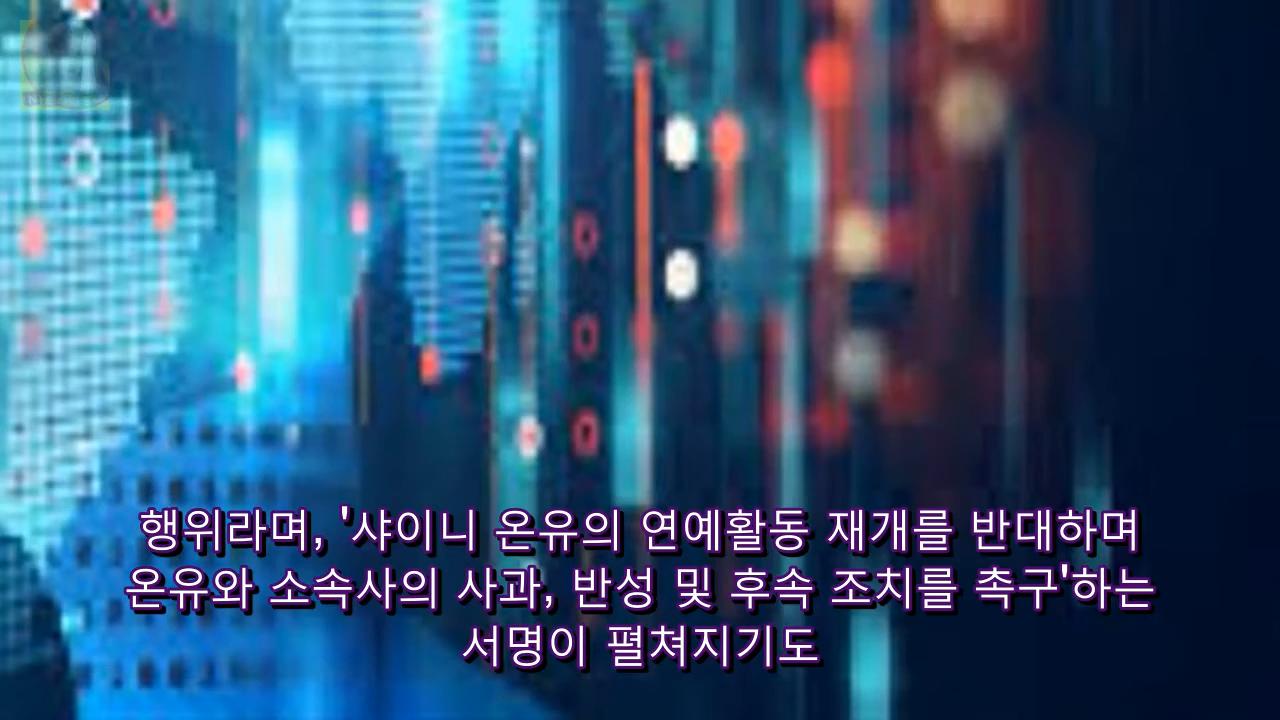 행위라며, '샤이니 온유의 연예활동 재개를 반대하며
온유와 소속사의 사과, 반성 및 후속 조치를 촉구'하는
서명이 펼쳐지기도